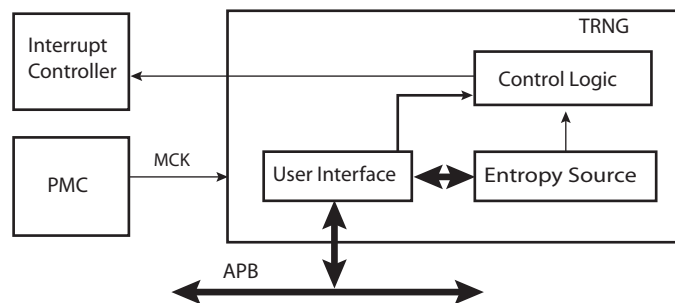 TRNG
Interrupt
Controller
Control Logic
MCK
PMC
User Interface
Entropy Source
APB